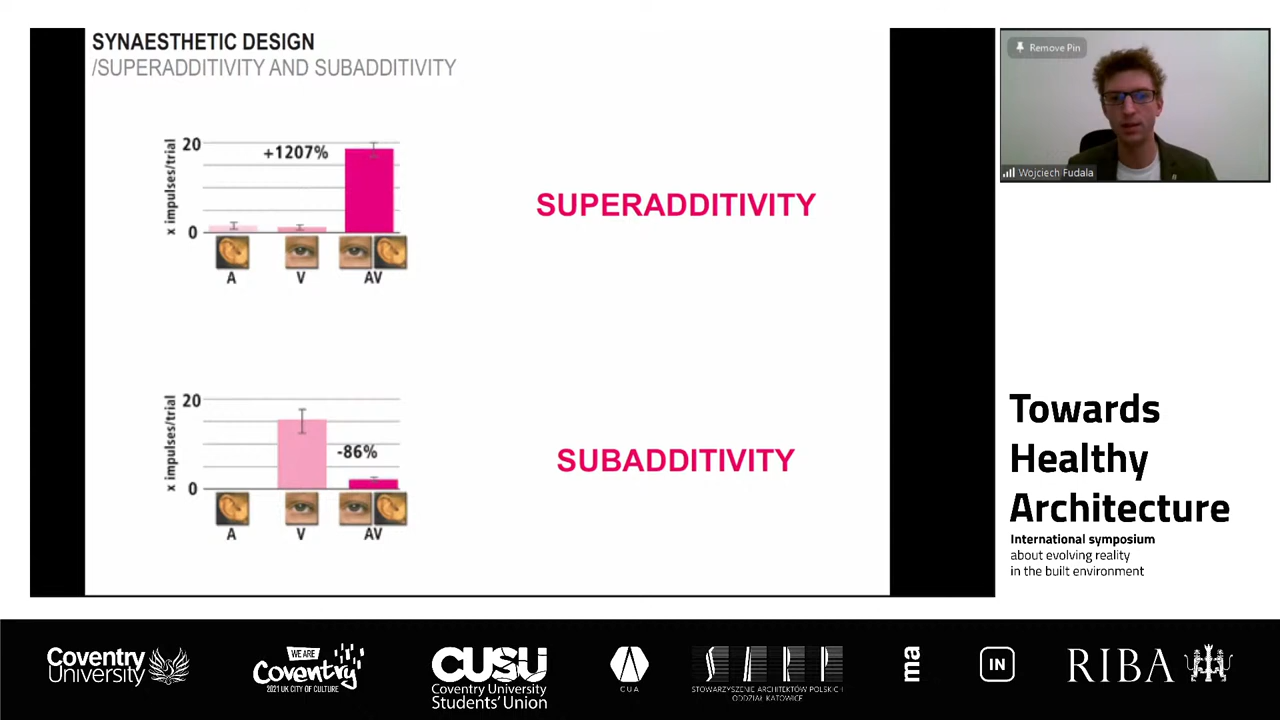 SYNAESTHETIC DESIGN
/SUPERADDITIVITY AND SUBADDITIVITY
x impulses/trial
20
0
+1207%
A
V
AV
SUPERADDITIVITY
x impulses/trial
20
0
-86%
A
V
AV
SUBADDITIVITY
Remove Pin
Wojciech Fudala
Towards
Healthy
Architecture
International symposium
about evolving reality
in the built environment
Coventry
University
WE ARE
Coventry
2021 UK CITY OF CULTURE
CUSU
Coventry University
Students' Union
CUA
SARP
STOWARZYSZENIE ARCHITEKTÓW POLSKICH
ODDZIAŁ KATOWICE
ma
IN
RIBA